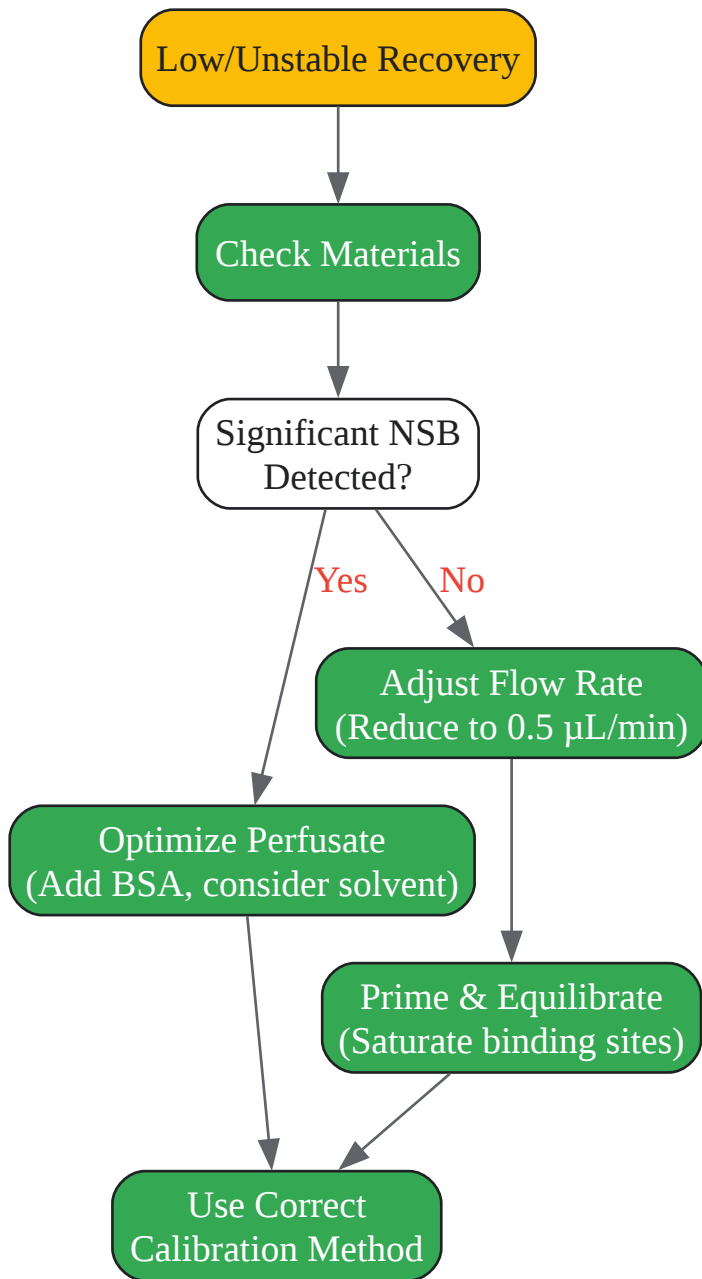 Low/Unstable Recovery
Check Materials
Significant NSB
Detected?
Yes
No
Adjust Flow Rate
(Reduce to 0.5 µL/min)
Optimize Perfusate
(Add BSA, consider solvent)
Prime & Equilibrate
(Saturate binding sites)
Use Correct
Calibration Method